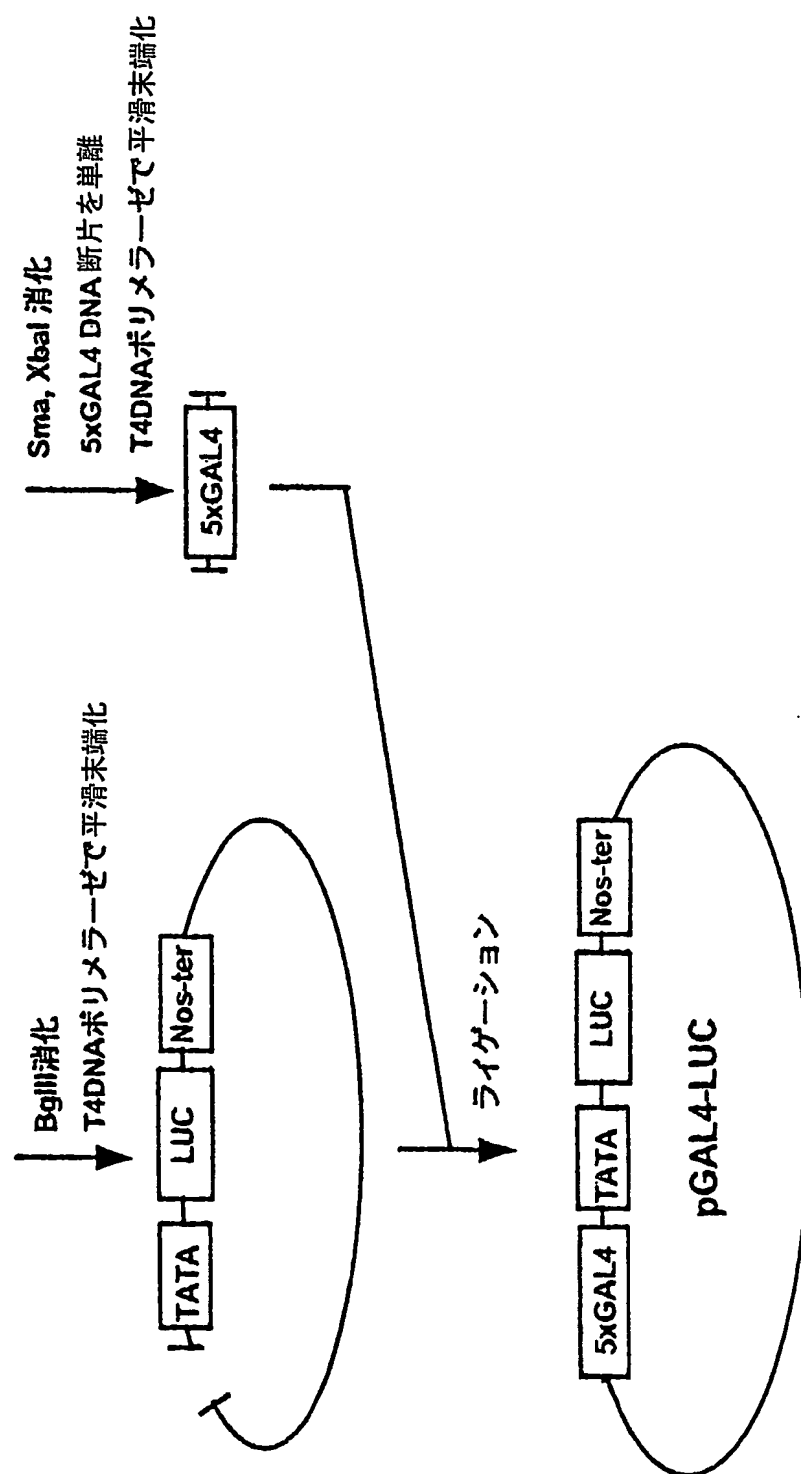 BglII消化
T4DNAポリメラーゼで平滑末端化
TATA
LUC
Nos-ter
Sma, XbaI 消化
5xGAL4 DNA 断片を単離
T4DNAポリメラーゼで平滑末端化
5xGAL4
ライゲーション
5xGAL4
TATA
LUC
Nos-ter
pGAL4-LUC